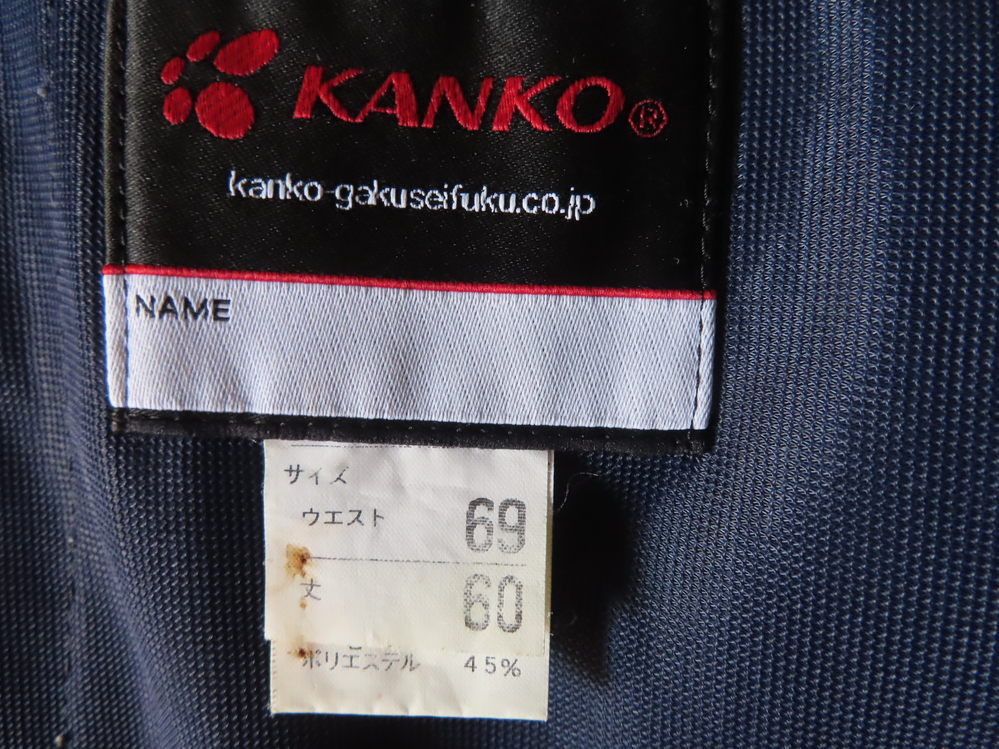 KANKO®
kanko-gakuseifuku.co.jp
NAME
サイズ
ウエスト 69
丈 60
ポリエステル 45%